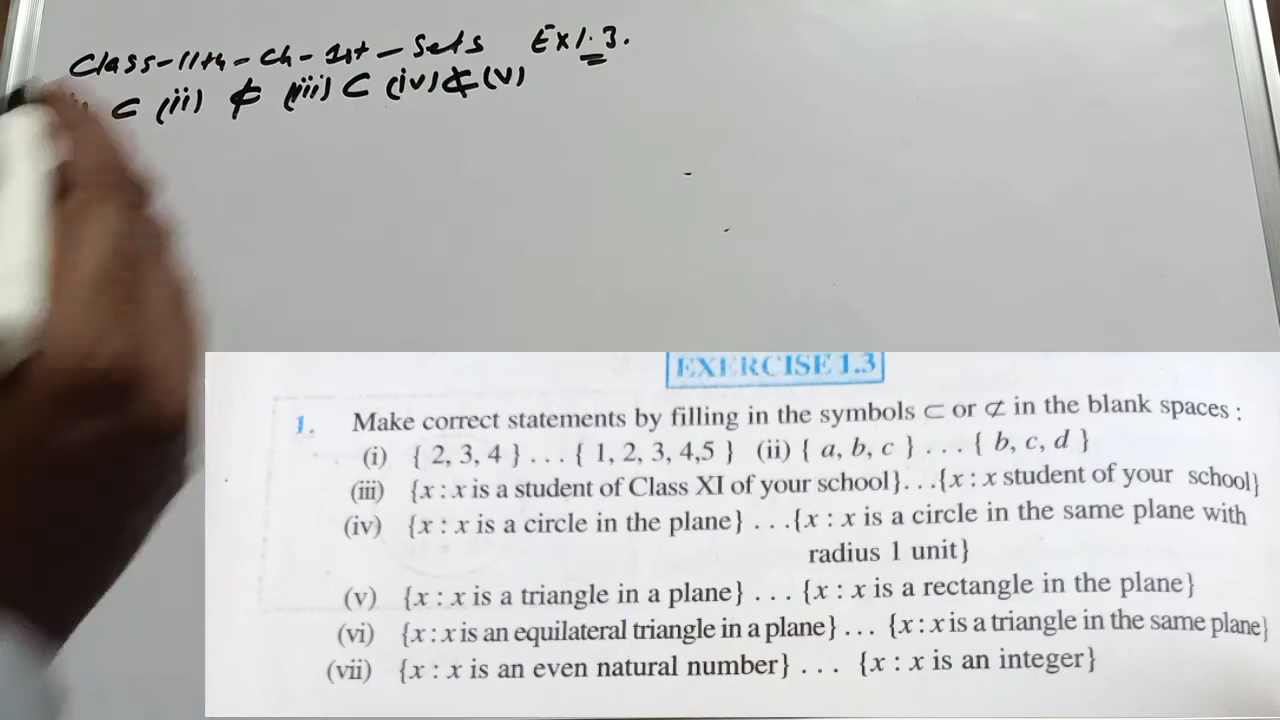 Class-11th-Ch-1st-Sets Ex1.3.
⊂ (ii) ⊄ (iii) ⊂ (iv) ⊄ (v)
EXERCISE 1.3
1. Make correct statements by filling in the symbols ⊂ or ⊄ in the blank spaces :
(i) { 2, 3, 4 } . . . { 1, 2, 3, 4,5 } (ii) { a, b, c } . . . { b, c, d }
(iii) {x : x is a student of Class XI of your school}. . .{x : x student of your school}
(iv) {x : x is a circle in the plane} . . .{x : x is a circle in the same plane with
radius 1 unit}
(v) {x : x is a triangle in a plane} . . . {x : x is a rectangle in the plane}
(vi) {x : x is an equilateral triangle in a plane} . . . {x : x is a triangle in the same plane}
(vii) {x : x is an even natural number} . . . {x : x is an integer}